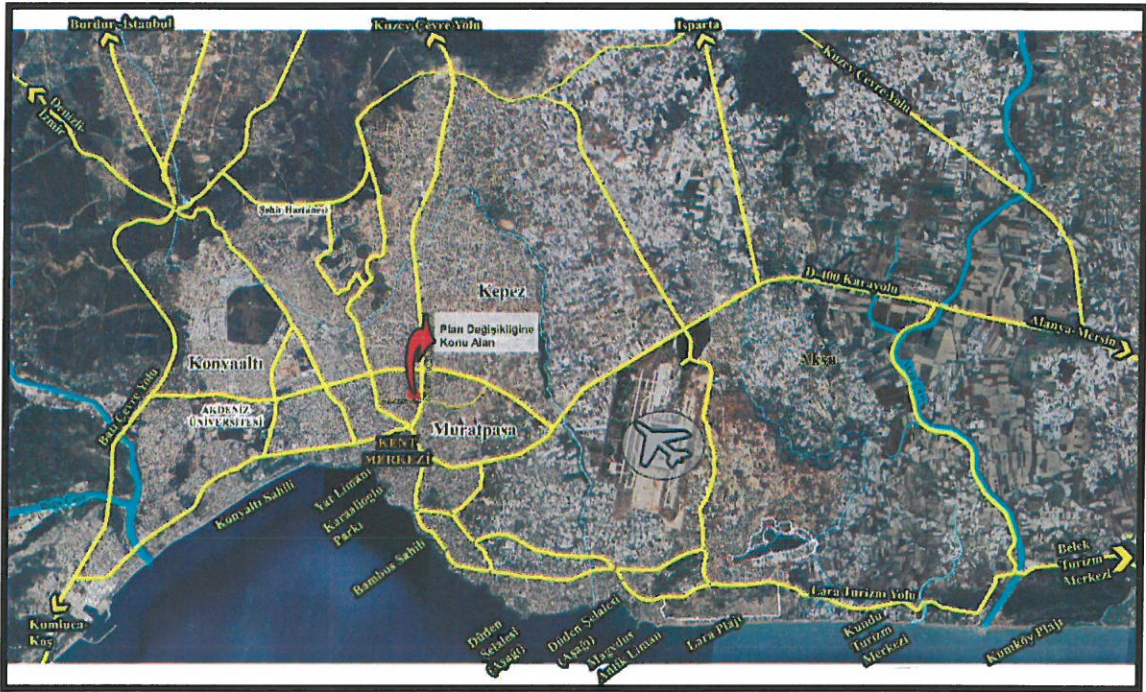 Burdur-İstanbul
Kuzey Çevre Yolu
Isparta
Kuzey Çevre Yolu
Denizli-
İzmir
Şehir Hastanesi
Kepez
D-400 Karayolu
Alanya-Mersin
Plan Değişikliğine
Konu Alan
Konyaaltı
Aksu
Batı Çevre Yolu
AKDENİZ
ÜNİVERSİTESİ
Muratpaşa
KENT
MERKEZİ
Konyaltı Sahili
Yat Limanı
Karaalioğlu
Parkı
Bambus Sahili
Belek
Turizm
Merkezi
Lara Turizm Yolu
Kumluca-
Kaş
Düden
Şelalesi
(Aşağı)
Düden Şelalesi
(Aşağı)
Magydus
Antik Liman
Lara Plajı
Kundu
Turizm
Merkezi
Kumköy Plajı